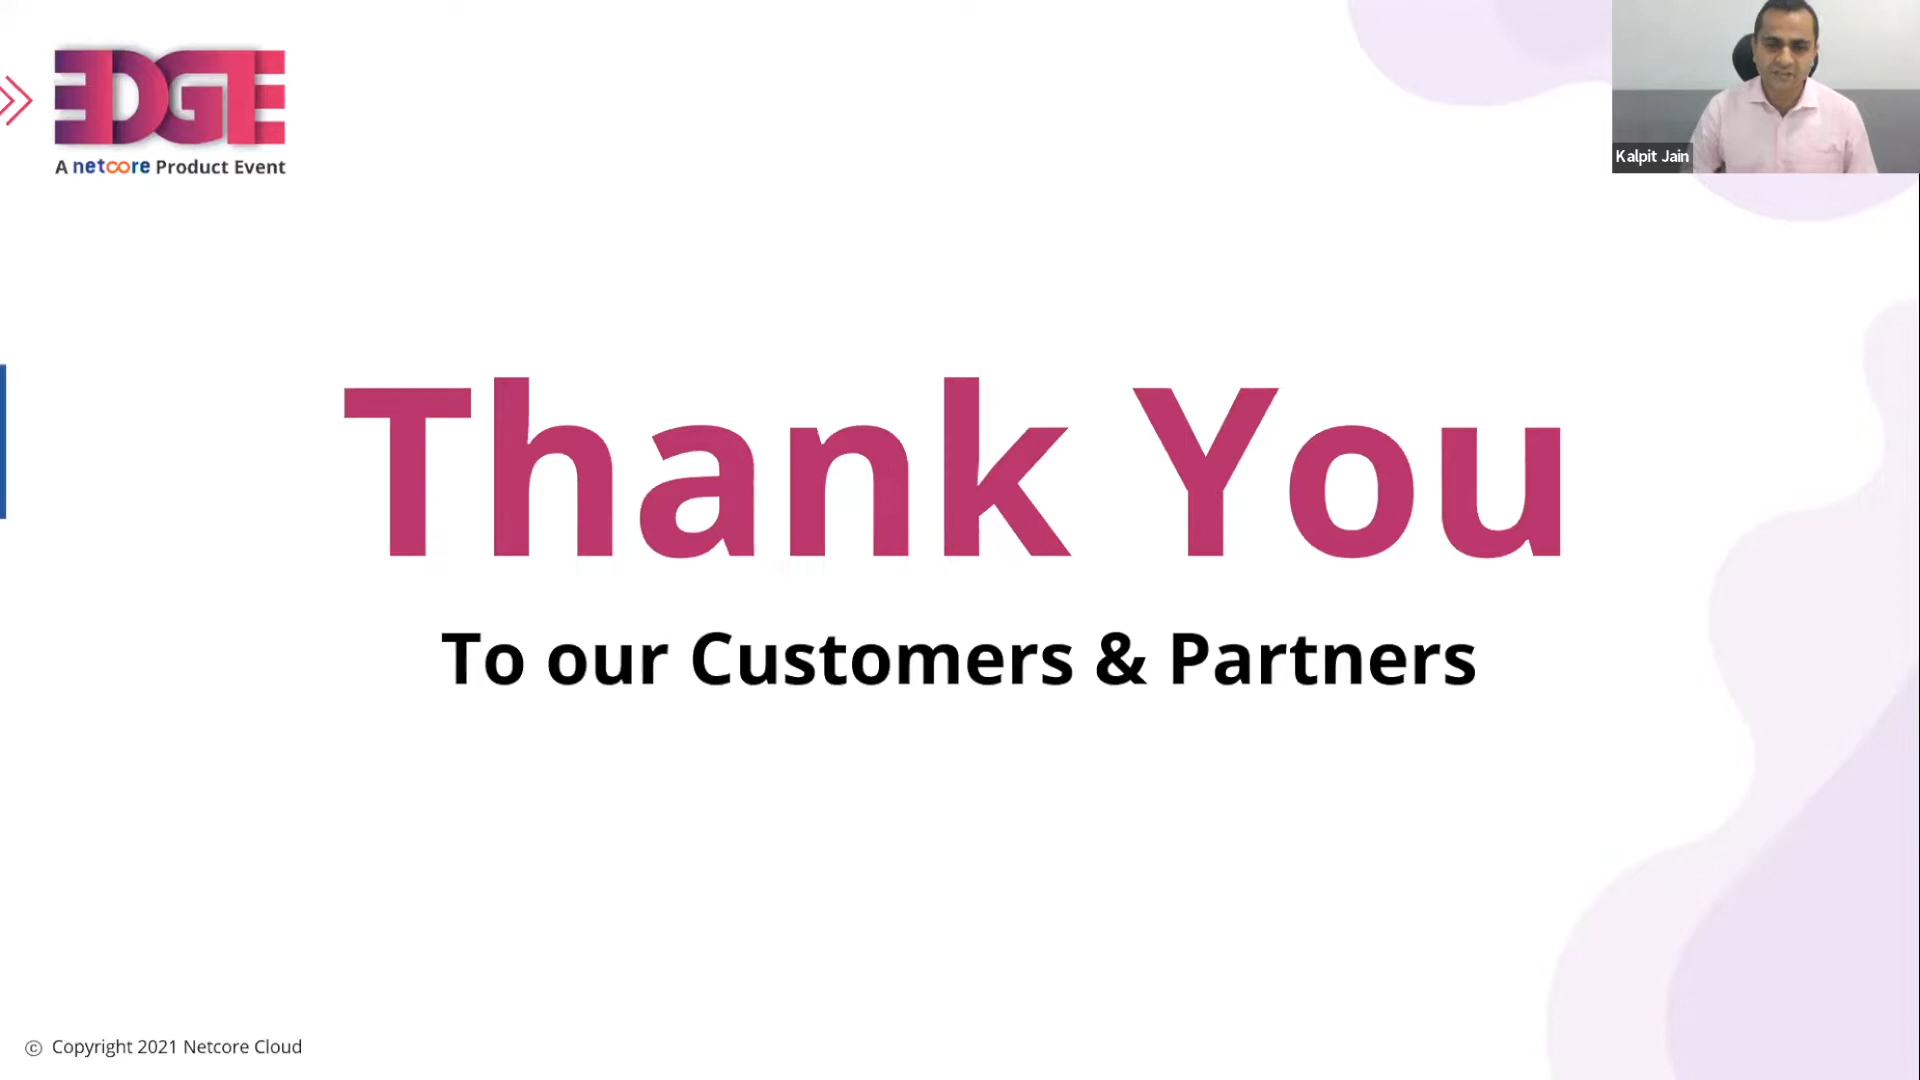 EDGE
A netcore Product Event
Kalpit Jain
Thank You
To our Customers & Partners
© Copyright 2021 Netcore Cloud